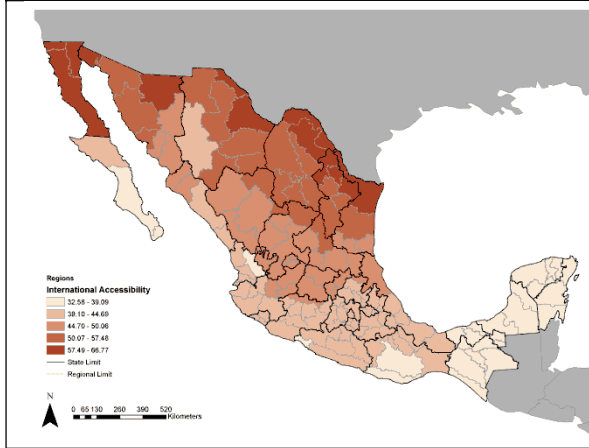 Regions
International Accessibility
32.58 - 39.09
39.10 - 44.69
44.70 - 50.06
50.07 - 57.48
57.49 - 66.77
State Limit
Regional Limit
N
0 65 130 260 390 520
Kilometers